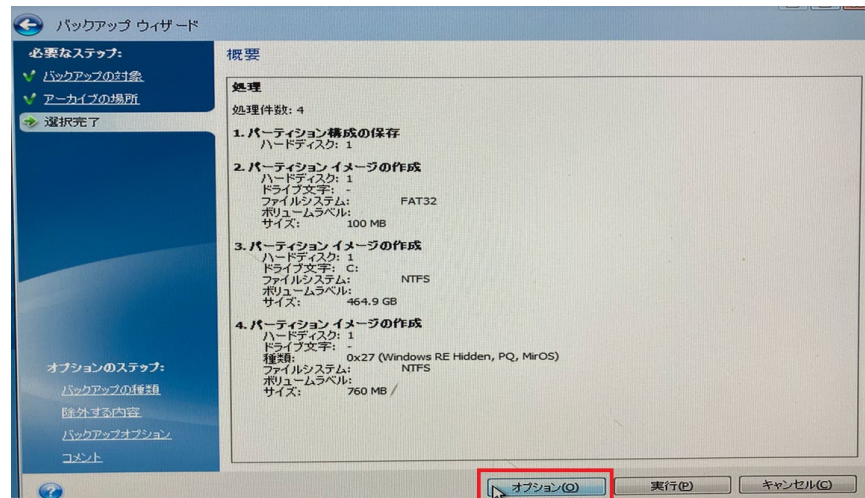 バックアップ ウィザード
必要なステップ:
バックアップの対象
アーカイブの場所
選択完了
概要
処理
処理件数: 4
1. パーティション構成の保存
ハードディスク: 1
2. パーティション イメージの作成
ハードディスク: 1
ドライブ文字: -
ファイルシステム: FAT32
ボリュームラベル:
サイズ: 100 MB
3. パーティション イメージの作成
ハードディスク: 1
ドライブ文字: C:
ファイルシステム: NTFS
ボリュームラベル:
サイズ: 464.9 GB
4. パーティション イメージの作成
ハードディスク: 1
ドライブ文字: -
種類: 0x27 (Windows RE Hidden, PQ, MirOS)
ファイルシステム: NTFS
ボリュームラベル:
サイズ: 760 MB
オプションのステップ:
バックアップの種類
除外する内容
バックアップオプション
コメント
オプション(O)
実行(P)
キャンセル(C)